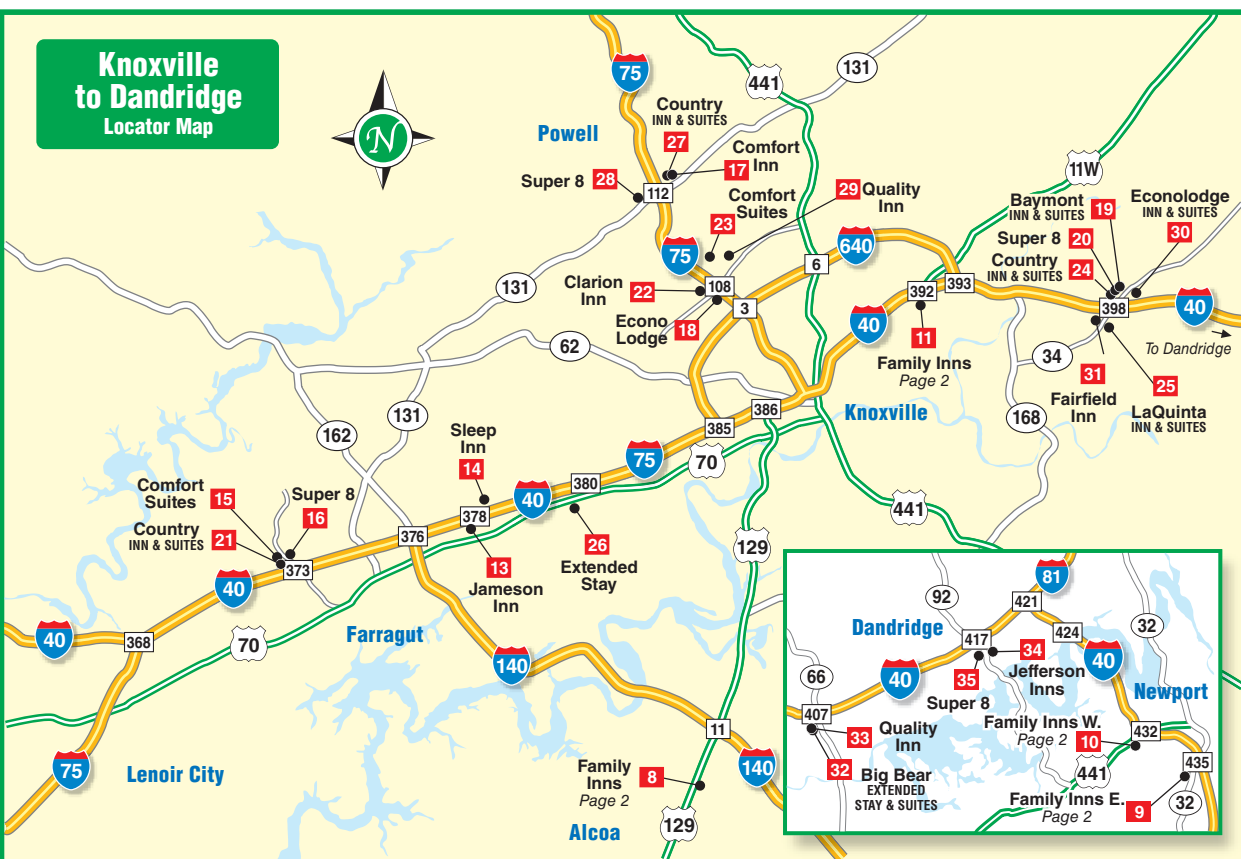 Knoxville
to Dandridge
Locator Map
N
75
441
131
Powell
Country
INN & SUITES
27
17
Comfort
Inn
Super 8
28
112
Comfort
Suites
23
29
Quality
Inn
11W
Baymont
INN & SUITES
19
Econolodge
INN & SUITES
30
Super 8
20
Country
INN & SUITES
24
75
640
6
108
3
Clarion
Inn
22
Econo
Lodge
18
392
393
398
40
40
To Dandridge
11
Family Inns
Page 2
34
31
Fairfield
Inn
25
LaQuinta
INN & SUITES
168
131
62
131
162
386
385
Knoxville
70
75
441
Sleep
Inn
14
380
40
378
376
13
Jameson
Inn
26
Extended
Stay
Comfort
Suites
15
Super 8
16
Country
INN & SUITES
21
373
40
40
368
70
Farragut
140
129
11
140
75
Lenoir City
Family
Inns
Page 2
8
129
Alcoa
81
92
421
Dandridge
417
424
32
34
Jefferson
Inns
40
40
35
Super 8
Newport
66
407
33
Quality
Inn
32
Big Bear
EXTENDED
STAY & SUITES
Family Inns W.
Page 2
10
432
441
435
Family Inns E.
Page 2
9
32